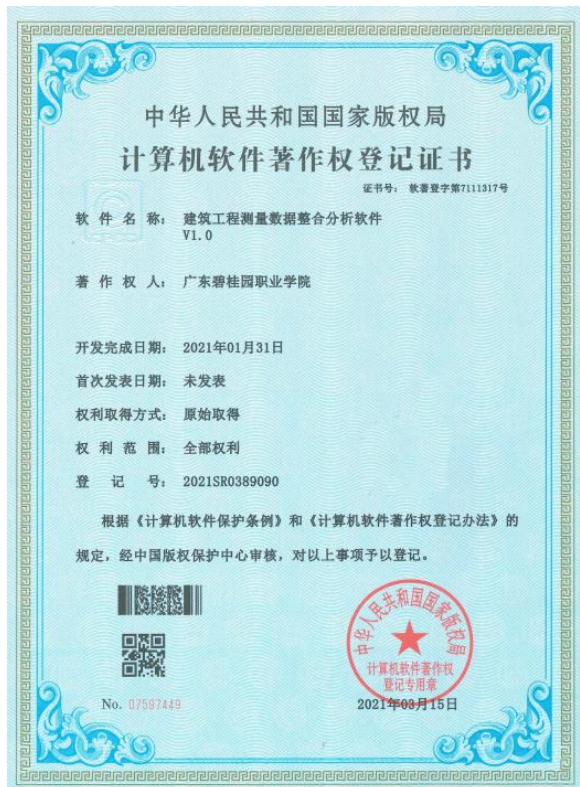 中华人民共和国国家版权局
计算机软件著作权登记证书
证书号： 软著登字第7111317号
软 件 名 称： 建筑工程测量数据整合分析软件
V1.0
著 作 权 人： 广东碧桂园职业学院
开发完成日期： 2021年01月31日
首次发表日期： 未发表
权利取得方式： 原始取得
权 利 范 围： 全部权利
登 记 号： 2021SR0389090
根据《计算机软件保护条例》和《计算机软件著作权登记办法》的
规定，经中国版权保护中心审核，对以上事项予以登记。
中华人民共和国国家版权局
计算机软件著作权
登记专用章
No. 07597449
2021年03月15日